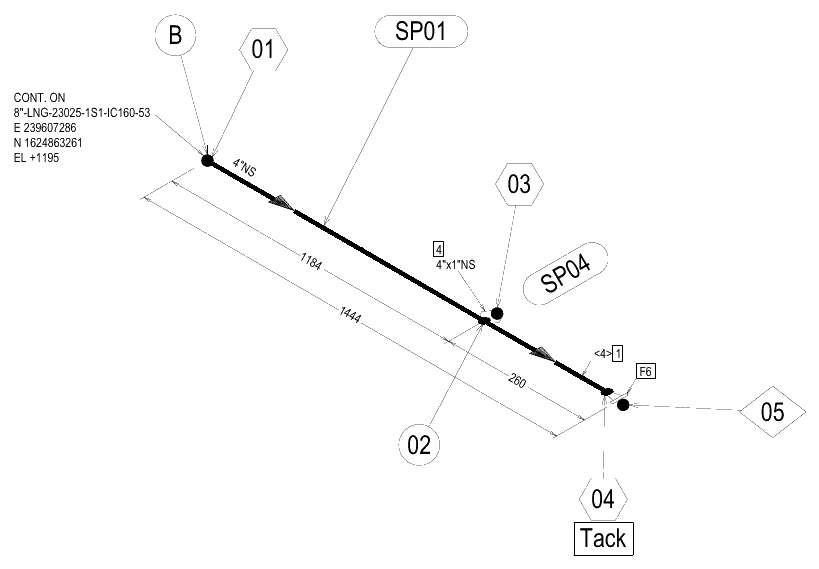 B
01
SP01
CONT. ON
8"-LNG-23025-1S1-IC160-53
E 239607286
N 1624863261
EL +1195
4"NS
03
4
4"x1"NS
SP04
1184
1444
<4>1
F6
260
05
02
04
Tack